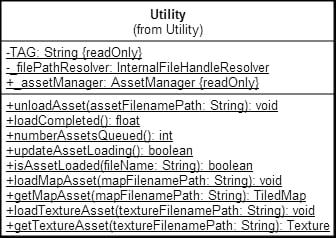 Utility
(from Utility)
-TAG: String {readOnly}
-_filePathResolver: InternalFileHandleResolver
+_assetManager: AssetManager {readOnly}
+unloadAsset(assetFilenamePath: String): void
+loadCompleted(): float
+numberAssetsQueued(): int
+updateAssetLoading(): boolean
+isAssetLoaded(fileName: String): boolean
+loadMapAsset(mapFilenamePath: String): void
+getMapAsset(mapFilenamePath: String): TiledMap
+loadTextureAsset(textureFilenamePath: String): void
+getTextureAsset(textureFilenamePath: String): Texture